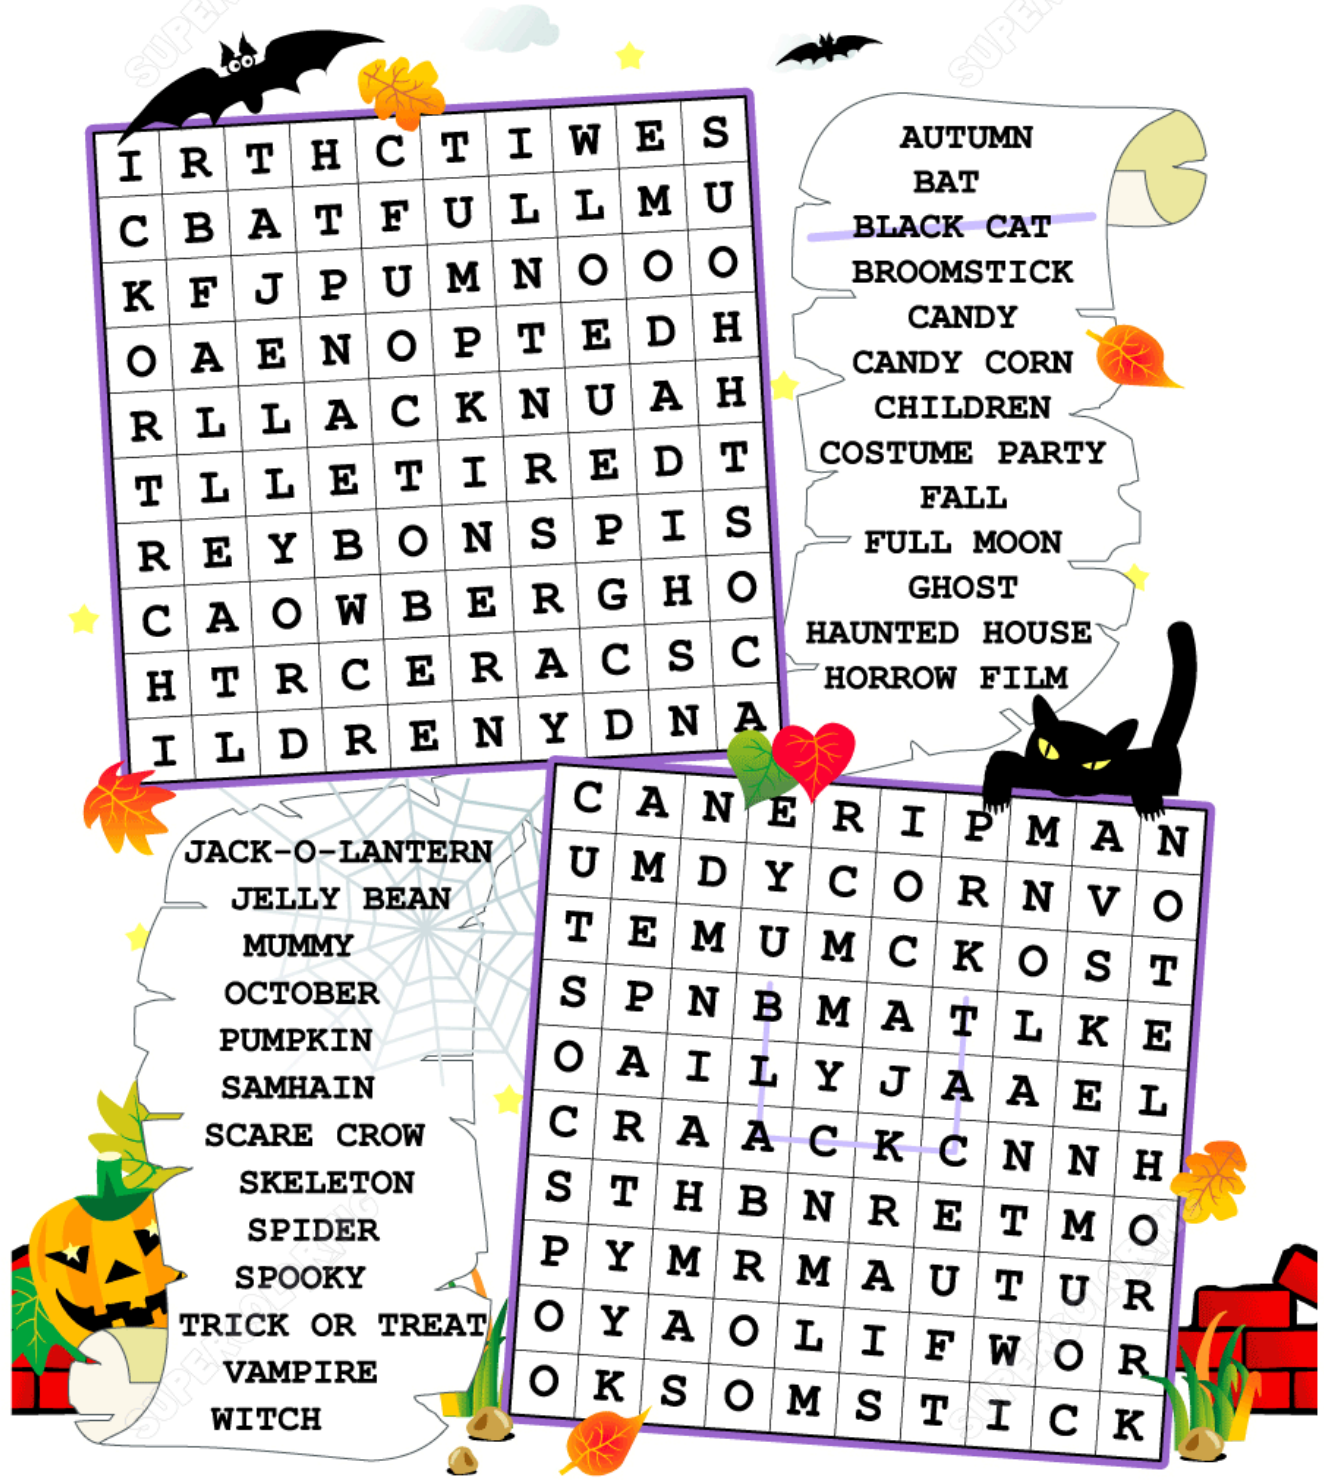 I R T H C T I W E S
C B A T F U L L M U
K F J P U M N O O O
O A E N O P T E D H
R L L A C K N U A H
T L L E T I R E D T
R E Y B O N S P I S
C A O W B E R G H O
H T R C E R A C S C
I L D R E N Y D N A
AUTUMN
BAT
BLACK CAT
BROOMSTICK
CANDY
CANDY CORN
CHILDREN
COSTUME PARTY
FALL
FULL MOON
GHOST
HAUNTED HOUSE
HORROW FILM
JACK-O-LANTERN
JELLY BEAN
MUMMY
OCTOBER
PUMPKIN
SAMHAIN
SCARE CROW
SKELETON
SPIDER
SPOOKY
TRICK OR TREAT
VAMPIRE
WITCH
C A N E R I P M A N
U M D Y C O R N V O
T E M U M C K O S T
S P N B M A T L K E
O A I L Y J A A E L
C R A A C K C N N H
S T H B N R E T M O
P Y M R M A U T U R
O Y A O L I F W O R
O K S O M S T I C K